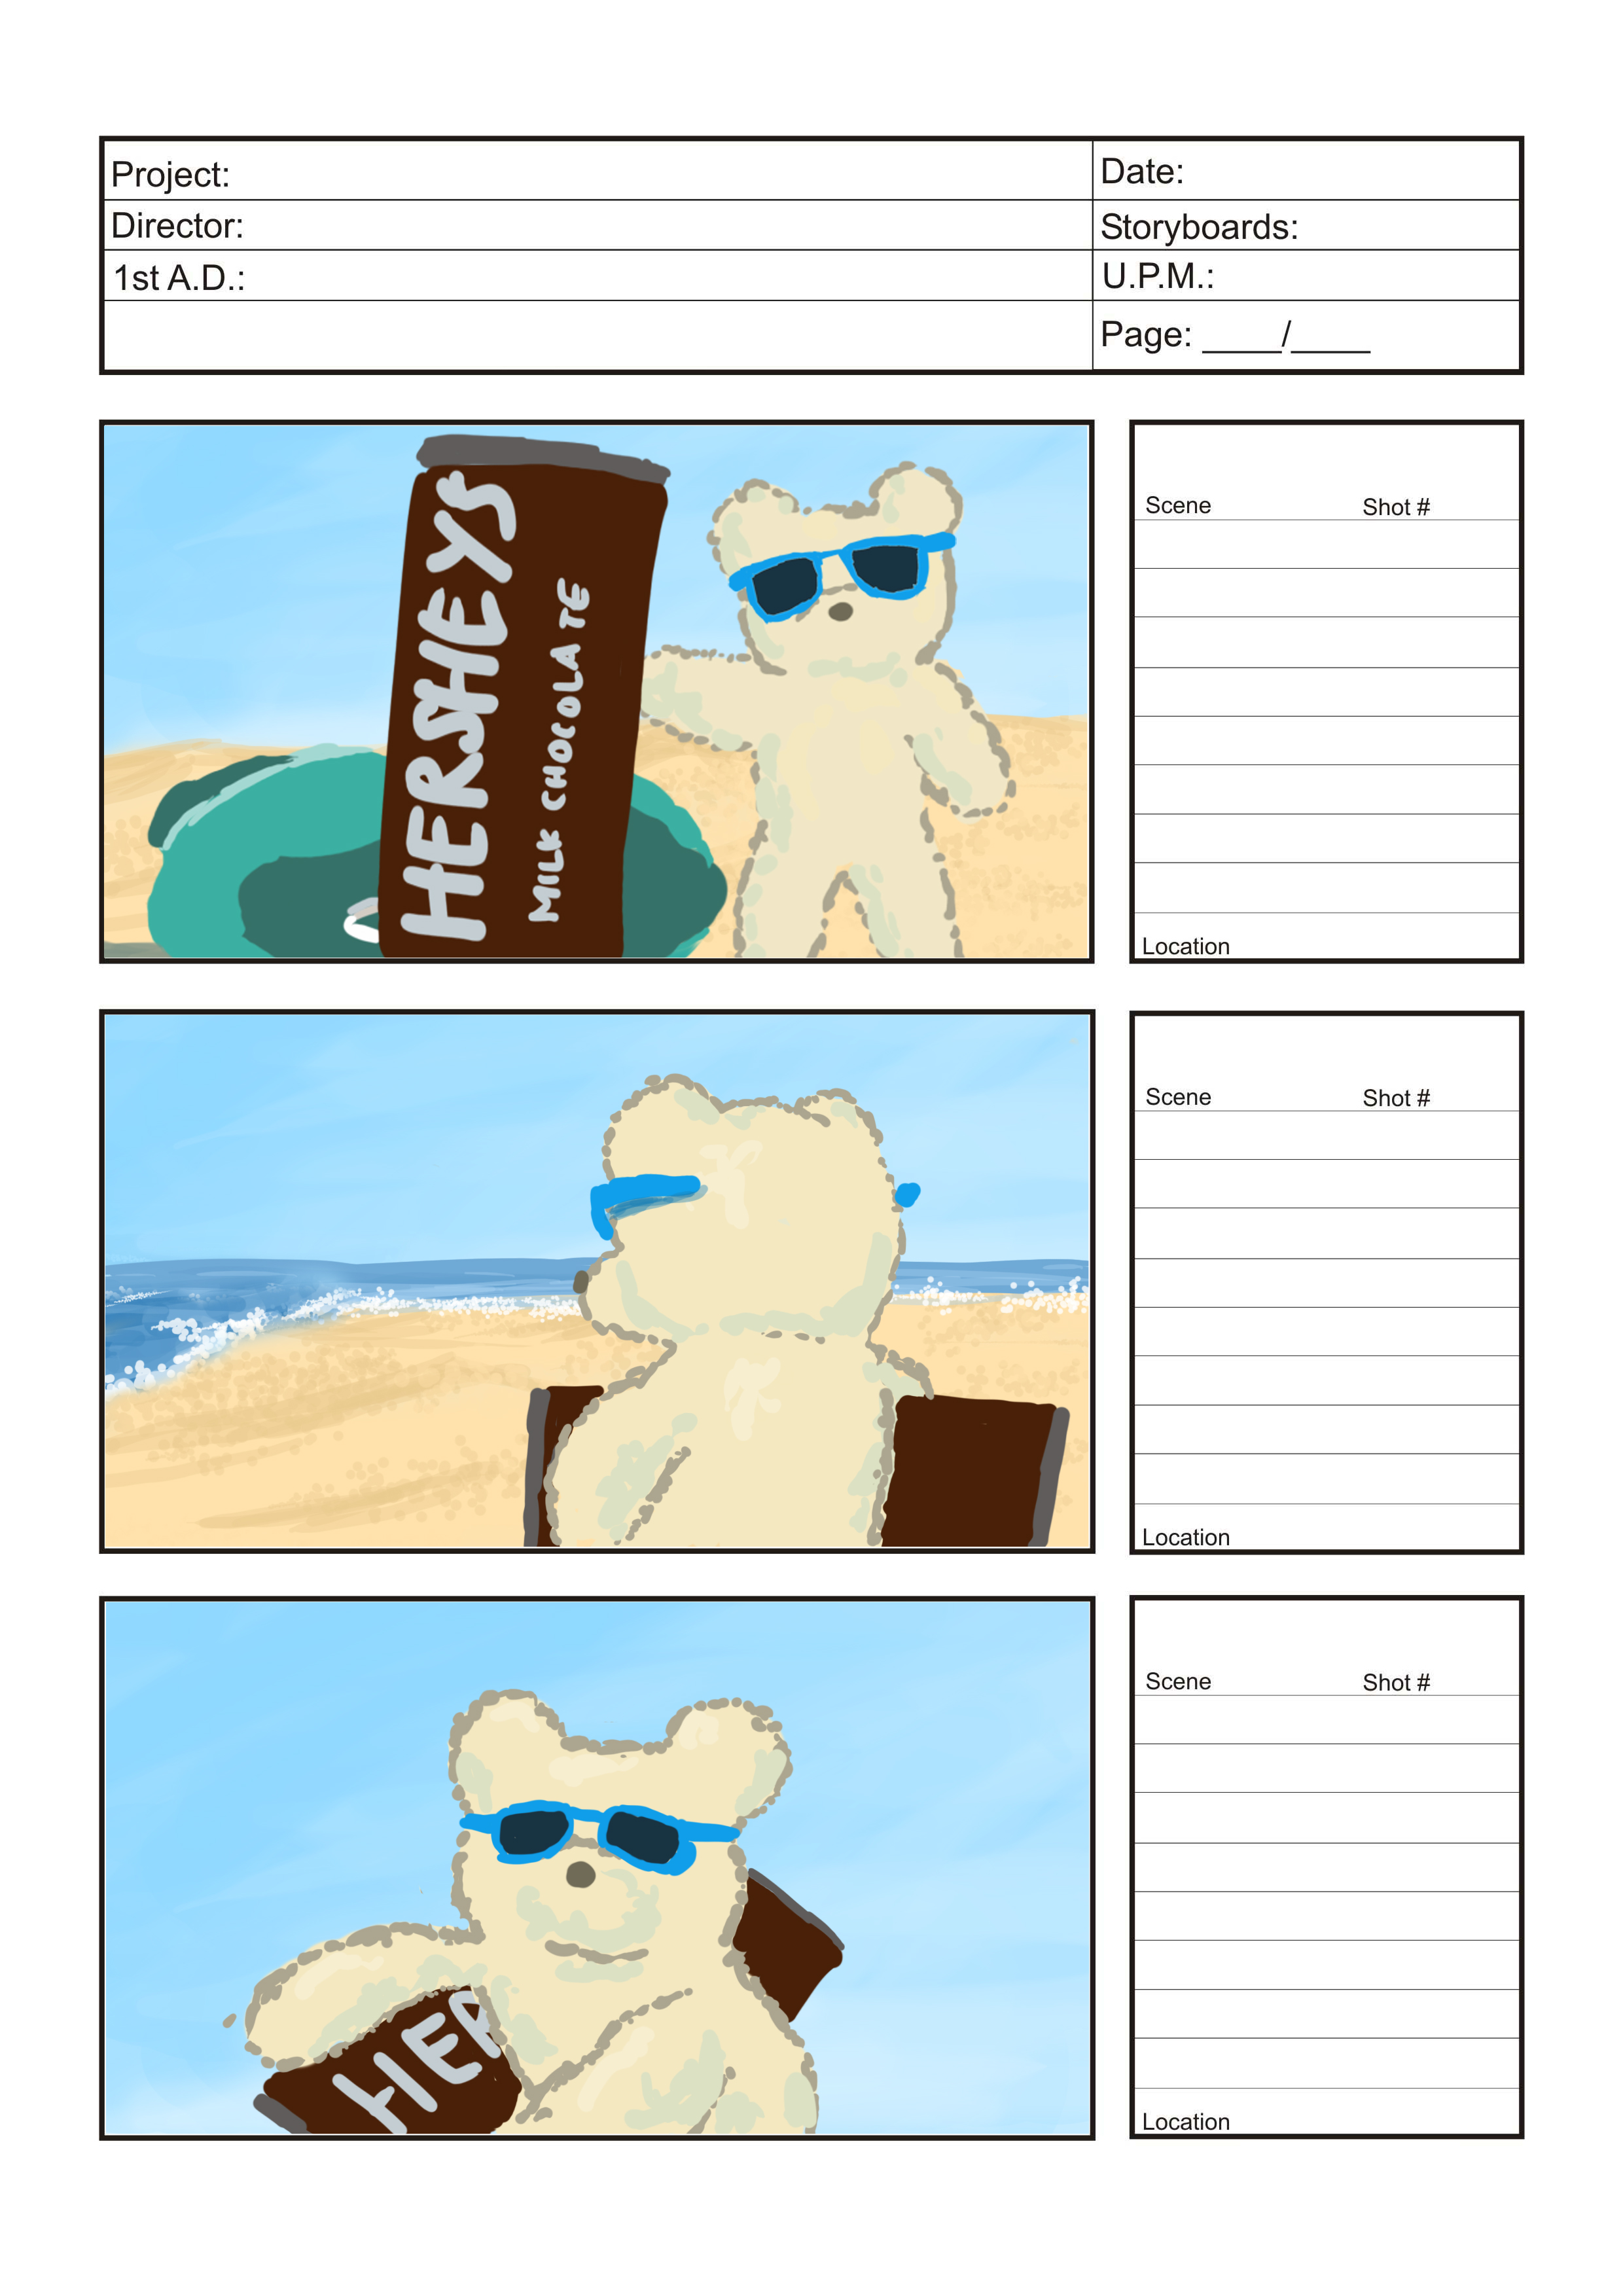 Project:
Date:
Director:
Storyboards:
1st A.D.:
U.P.M.:
Page: ____/____
HERSHEYS
MILK CHOCOLATE
Scene Shot #
Location
Scene Shot #
Location
HER
Scene Shot #
Location